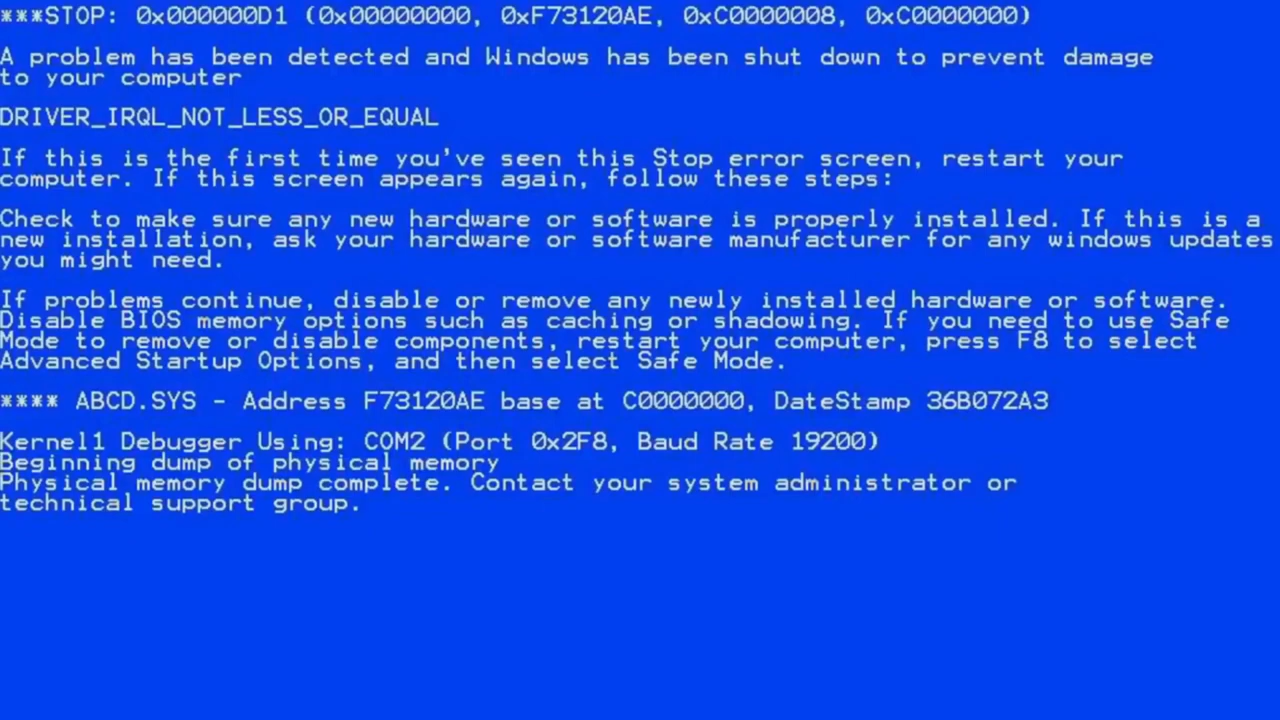 ***STOP: 0x000000D1 (0x00000000, 0xF73120AE, 0xC0000008, 0xC0000000)
A problem has been detected and Windows has been shut down to prevent damage
to your computer
DRIVER_IRQL_NOT_LESS_OR_EQUAL
If this is the first time you've seen this Stop error screen, restart your
computer. If this screen appears again, follow these steps:
Check to make sure any new hardware or software is properly installed. If this is a
new installation, ask your hardware or software manufacturer for any windows updates
you might need.
If problems continue, disable or remove any newly installed hardware or software.
Disable BIOS memory options such as caching or shadowing. If you need to use Safe
Mode to remove or disable components, restart your computer, press F8 to select
Advanced Startup Options, and then select Safe Mode.
**** ABCD.SYS - Address F73120AE base at C0000000, DateStamp 36B072A3
Kernel1 Debugger Using: COM2 (Port 0x2F8, Baud Rate 19200)
Beginning dump of physical memory
Physical memory dump complete. Contact your system administrator or
technical support group.